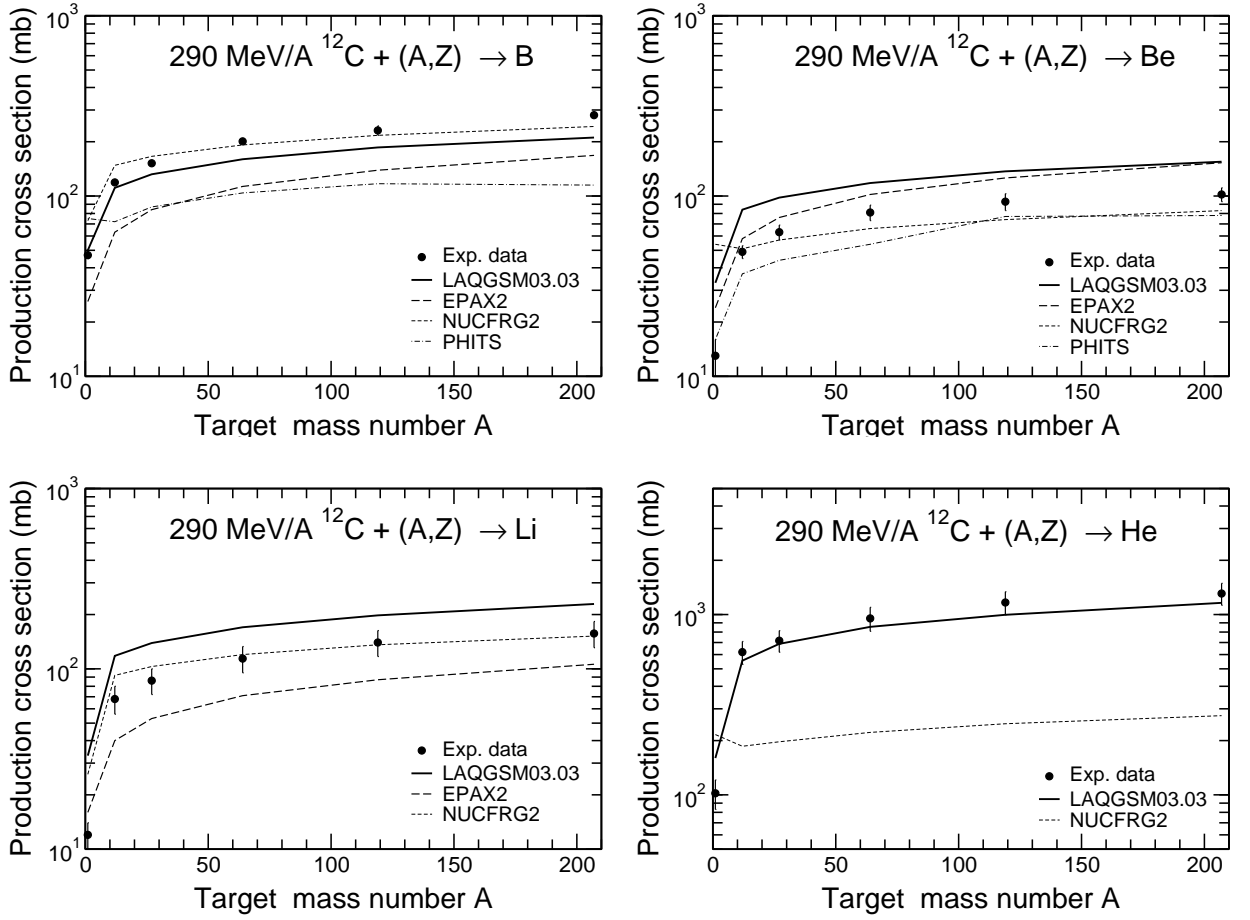 290 MeV/A ¹²C + (A,Z) → B
Production cross section (mb)
10³
10²
10¹
0 50 100 150 200
Target mass number A
Exp. data
LAQGSM03.03
EPAX2
NUCFRG2
PHITS
290 MeV/A ¹²C + (A,Z) → Be
Production cross section (mb)
10³
10²
10¹
0 50 100 150 200
Target mass number A
Exp. data
LAQGSM03.03
EPAX2
NUCFRG2
PHITS
290 MeV/A ¹²C + (A,Z) → Li
Production cross section (mb)
10³
10²
10¹
0 50 100 150 200
Target mass number A
Exp. data
LAQGSM03.03
EPAX2
NUCFRG2
290 MeV/A ¹²C + (A,Z) → He
Production cross section (mb)
10³
10²
0 50 100 150 200
Target mass number A
Exp. data
LAQGSM03.03
NUCFRG2